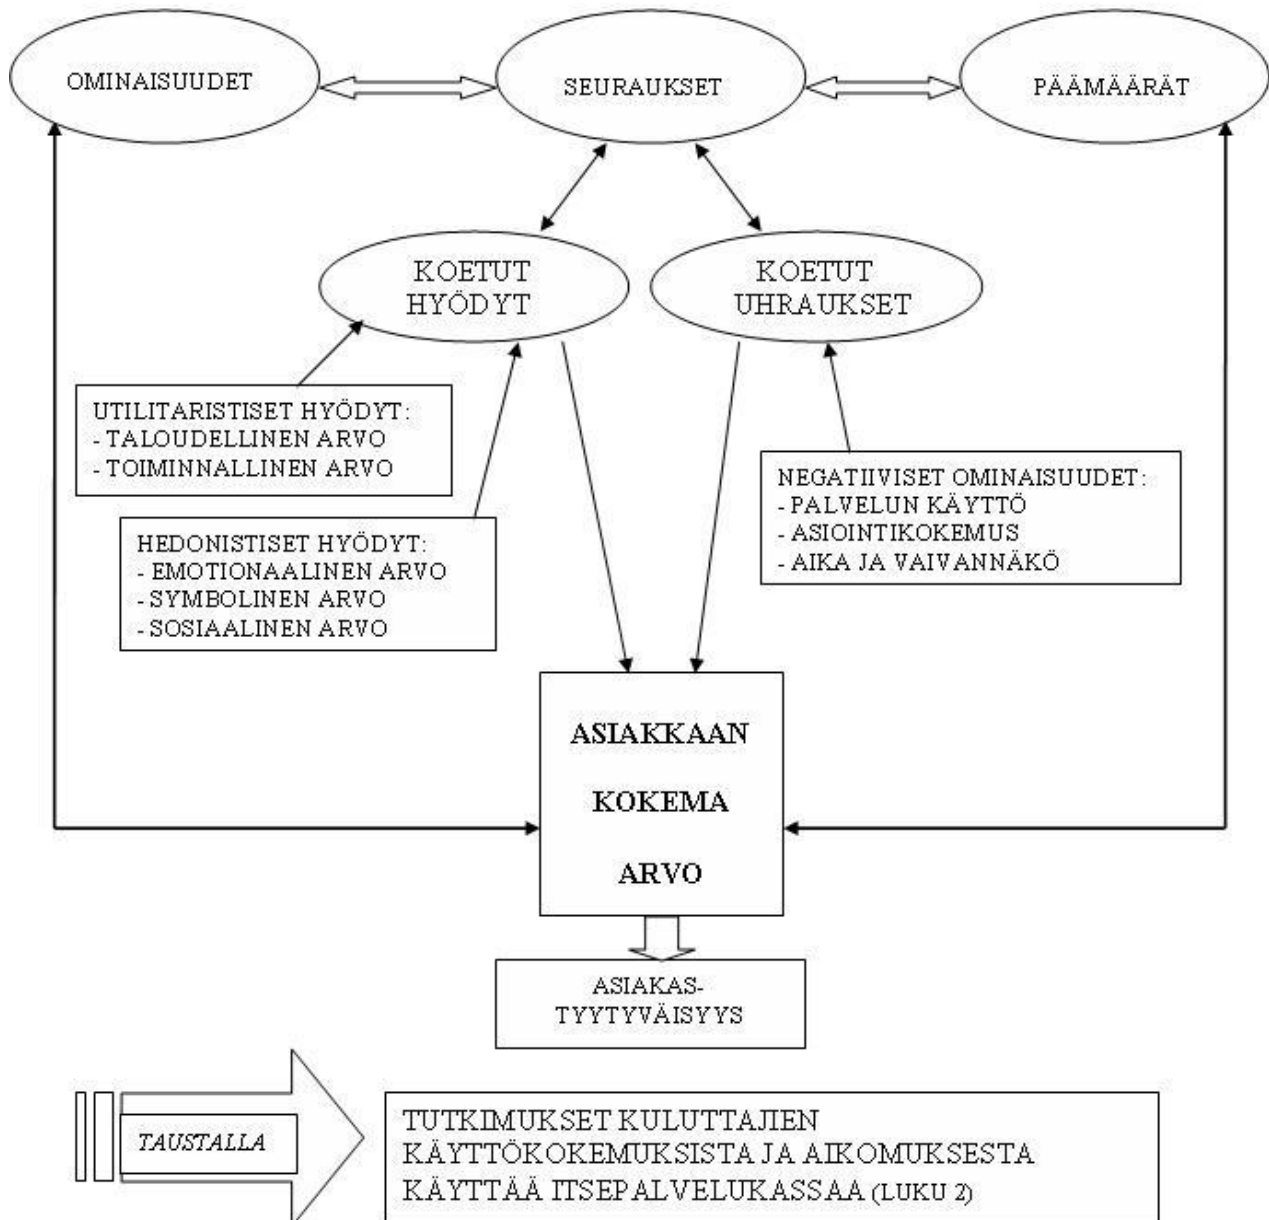 OMINAISUUDET
SEURAUKSET
PÄÄMÄÄRÄT
KOETUT
HYÖDYT
KOETUT
UHRAUKSET
UTILITARISTISET HYÖDYT:
- TALOUDELLINEN ARVO
- TOIMINNALLINEN ARVO
HEDONISTISET HYÖDYT:
- EMOTIONAALINEN ARVO
- SYMBOLINEN ARVO
- SOSIAALINEN ARVO
NEGATIIVISET OMINAISUUDET:
- PALVELUN KÄYTTÖ
- ASIOINTIKOKEMUS
- AIKA JA VAIVANNÄKÖ
ASIAKKAAN
KOKEMA
ARVO
ASIAKAS-
TYYTYVÄISYYS
TAUSTALLA
TUTKIMUKSET KULUTTAJIEN
KÄYTTÖKOKEMUKSISTA JA AIKOMUKSESTA
KÄYTTÄÄ ITSEPALVELUKASSAA (LUKU 2)